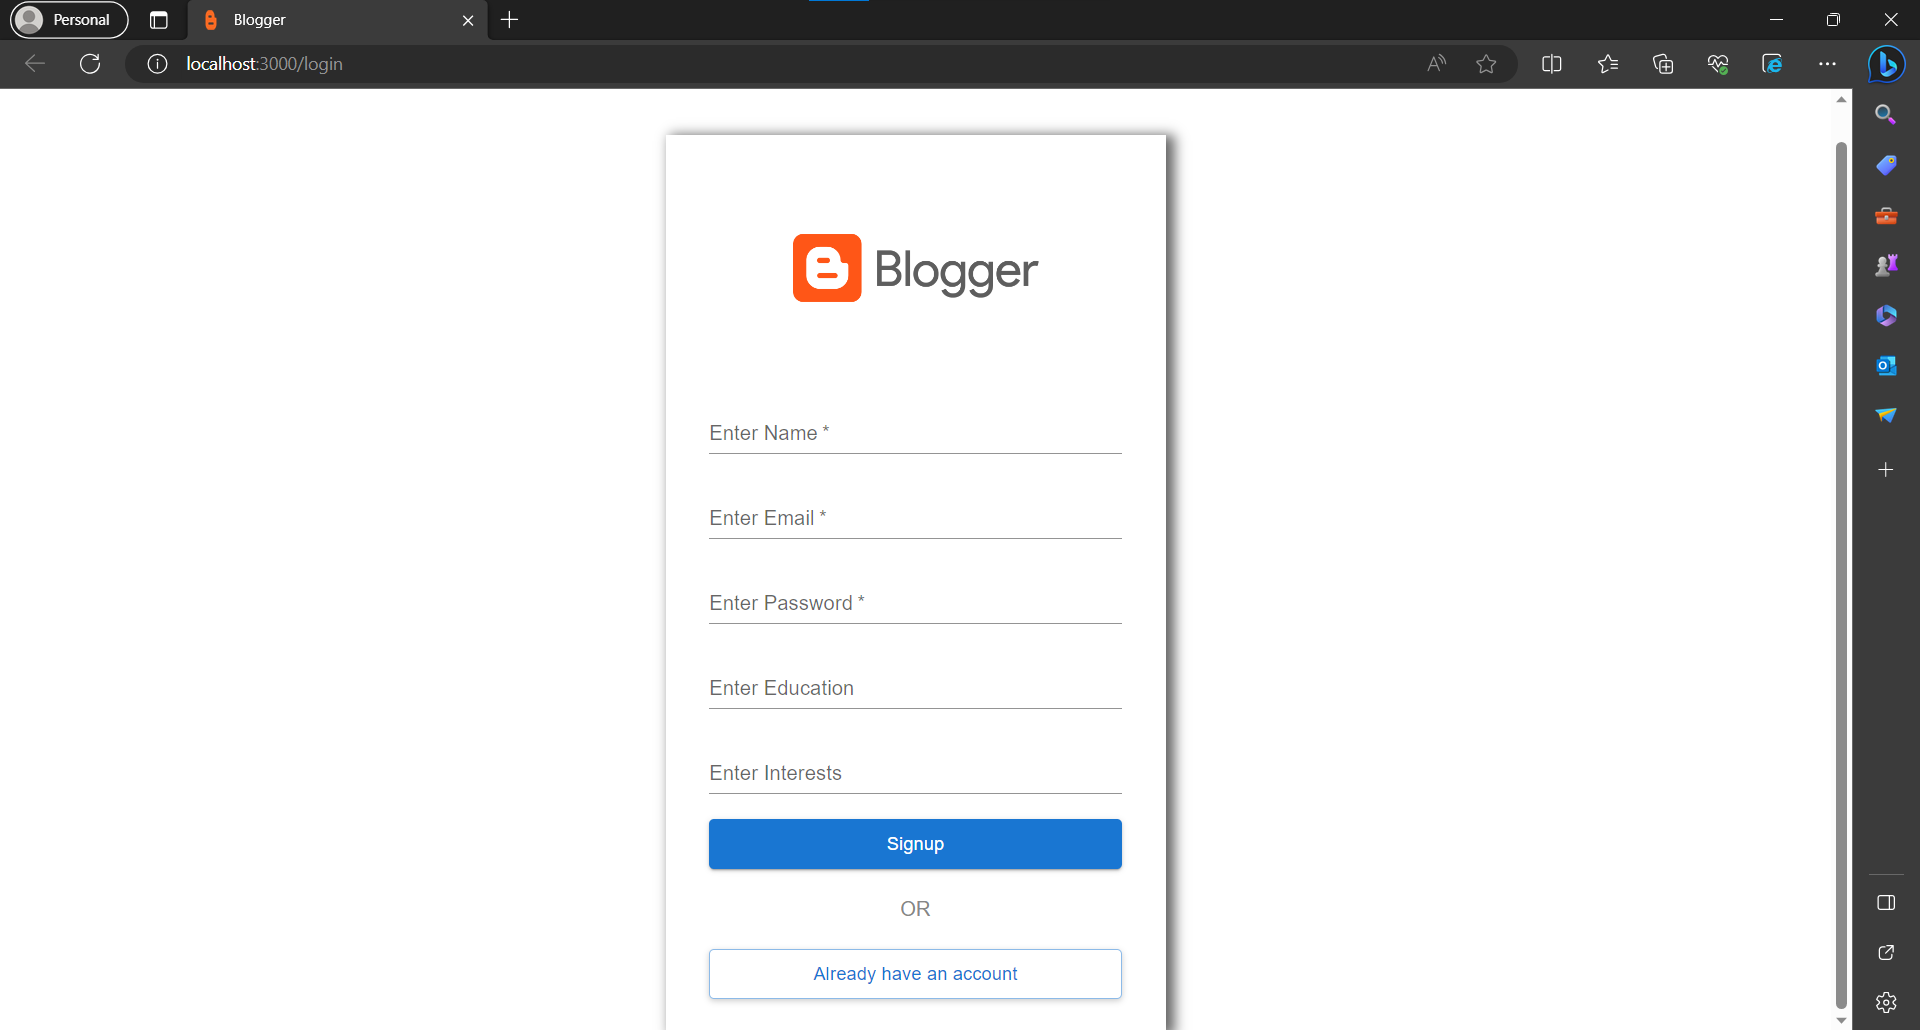 Personal
Blogger
localhost:3000/login
Blogger
Enter Name *
Enter Email *
Enter Password *
Enter Education
Enter Interests
Signup
OR
Already have an account